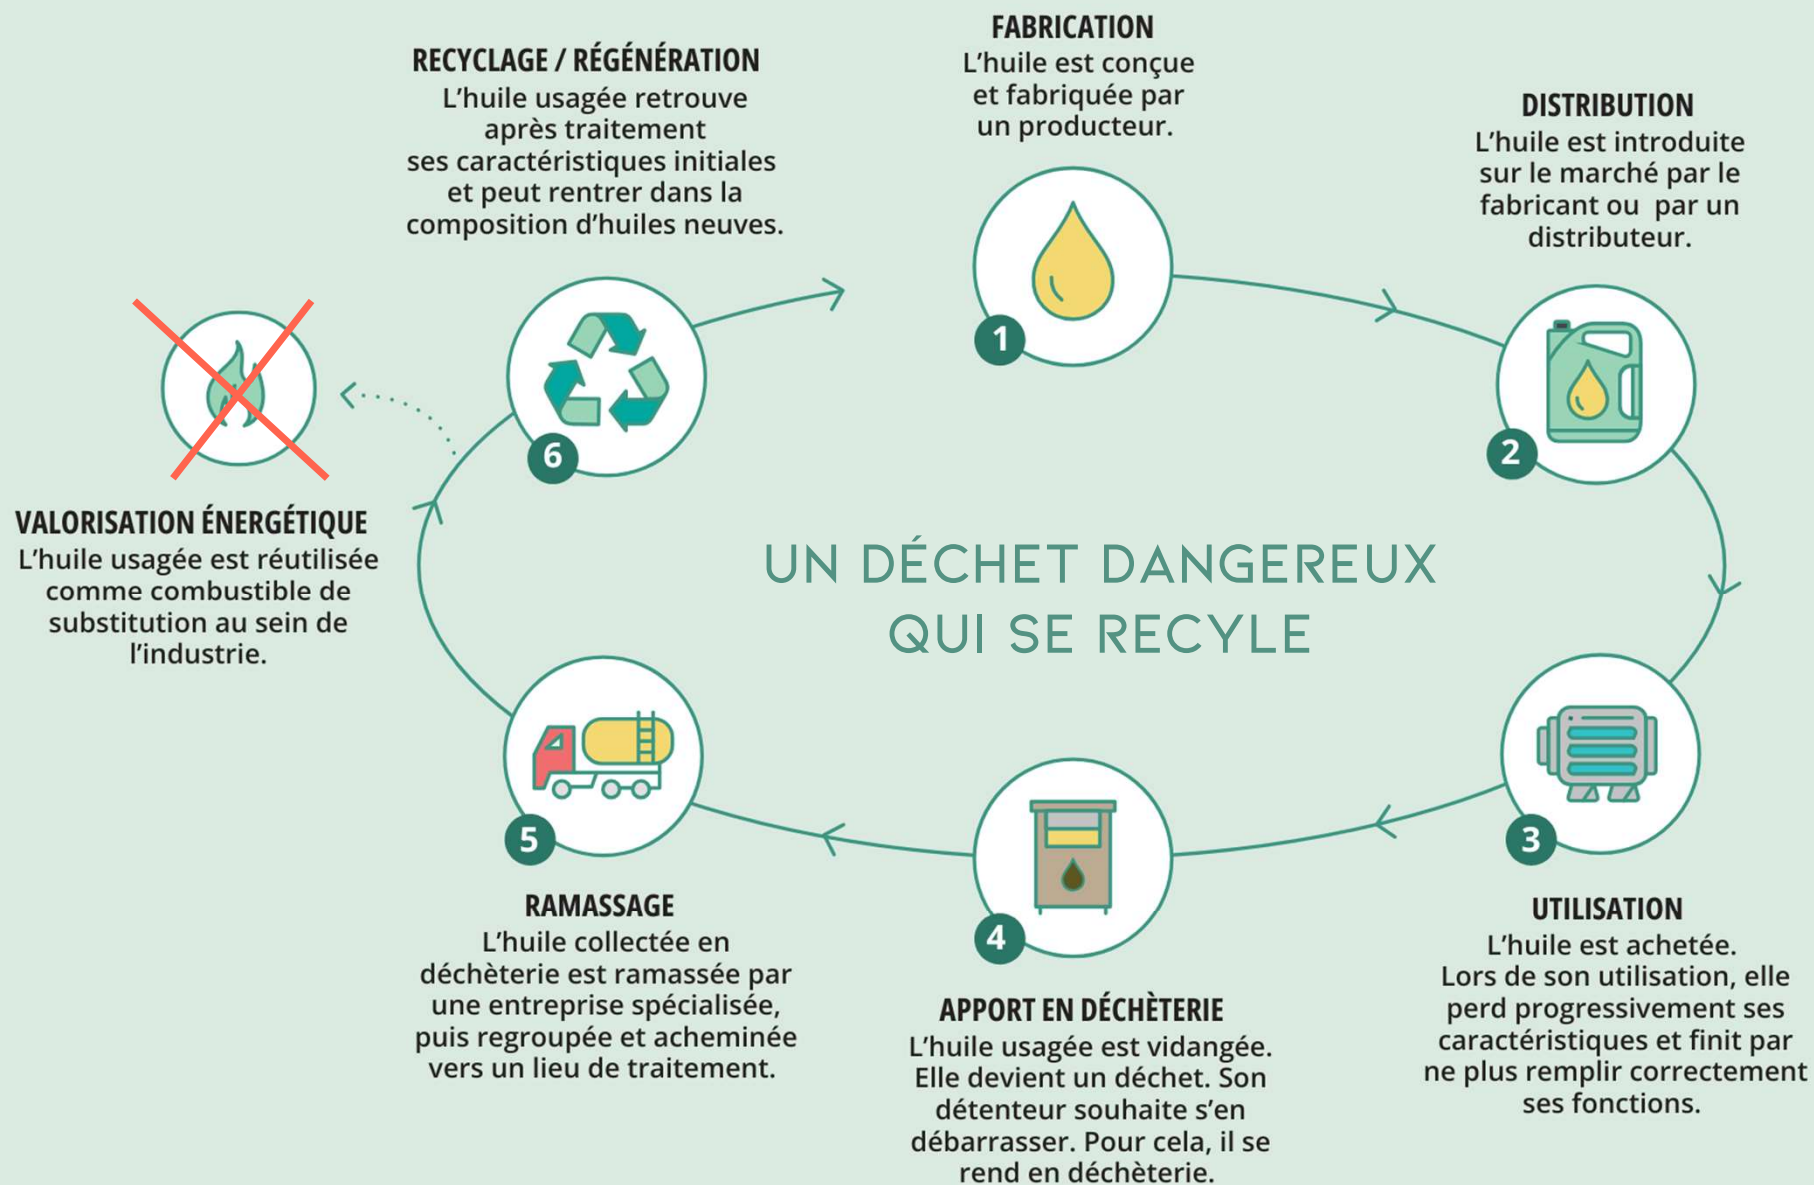 FABRICATION
L'huile est conçue
et fabriquée par
un producteur.
1
DISTRIBUTION
L'huile est introduite
sur le marché par le
fabricant ou  par un
distributeur.
2
3
UTILISATION
L'huile est achetée.
Lors de son utilisation, elle
perd progressivement ses
caractéristiques et finit par
ne plus remplir correctement
ses fonctions.
4
APPORT EN DÉCHÈTERIE
L'huile usagée est vidangée.
Elle devient un déchet. Son
détenteur souhaite s'en
débarrasser. Pour cela, il se
rend en déchèterie.
5
RAMASSAGE
L'huile collectée en
déchèterie est ramassée par
une entreprise spécialisée,
puis regroupée et acheminée
vers un lieu de traitement.
RECYCLAGE / RÉGÉNÉRATION
L'huile usagée retrouve
après traitement
ses caractéristiques initiales
et peut rentrer dans la
composition d'huiles neuves.
6
VALORISATION ÉNERGÉTIQUE
L'huile usagée est réutilisée
comme combustible de
substitution au sein de
l'industrie.
UN DÉCHET DANGEREUX
QUI SE RECYLE